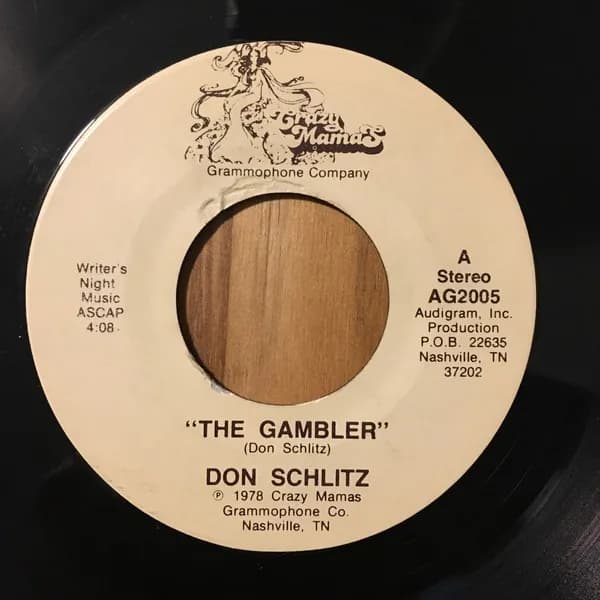 Crazy
Mamas
Grammophone Company
Writer's
Night
Music
ASCAP
4:08
A
Stereo
AG2005
Audigram, Inc.
Production
P.O.B. 22635
Nashville, TN
37202
"THE GAMBLER"
(Don Schlitz)
DON SCHLITZ
℗ 1978 Crazy Mamas
Grammophone Co.
Nashville, TN